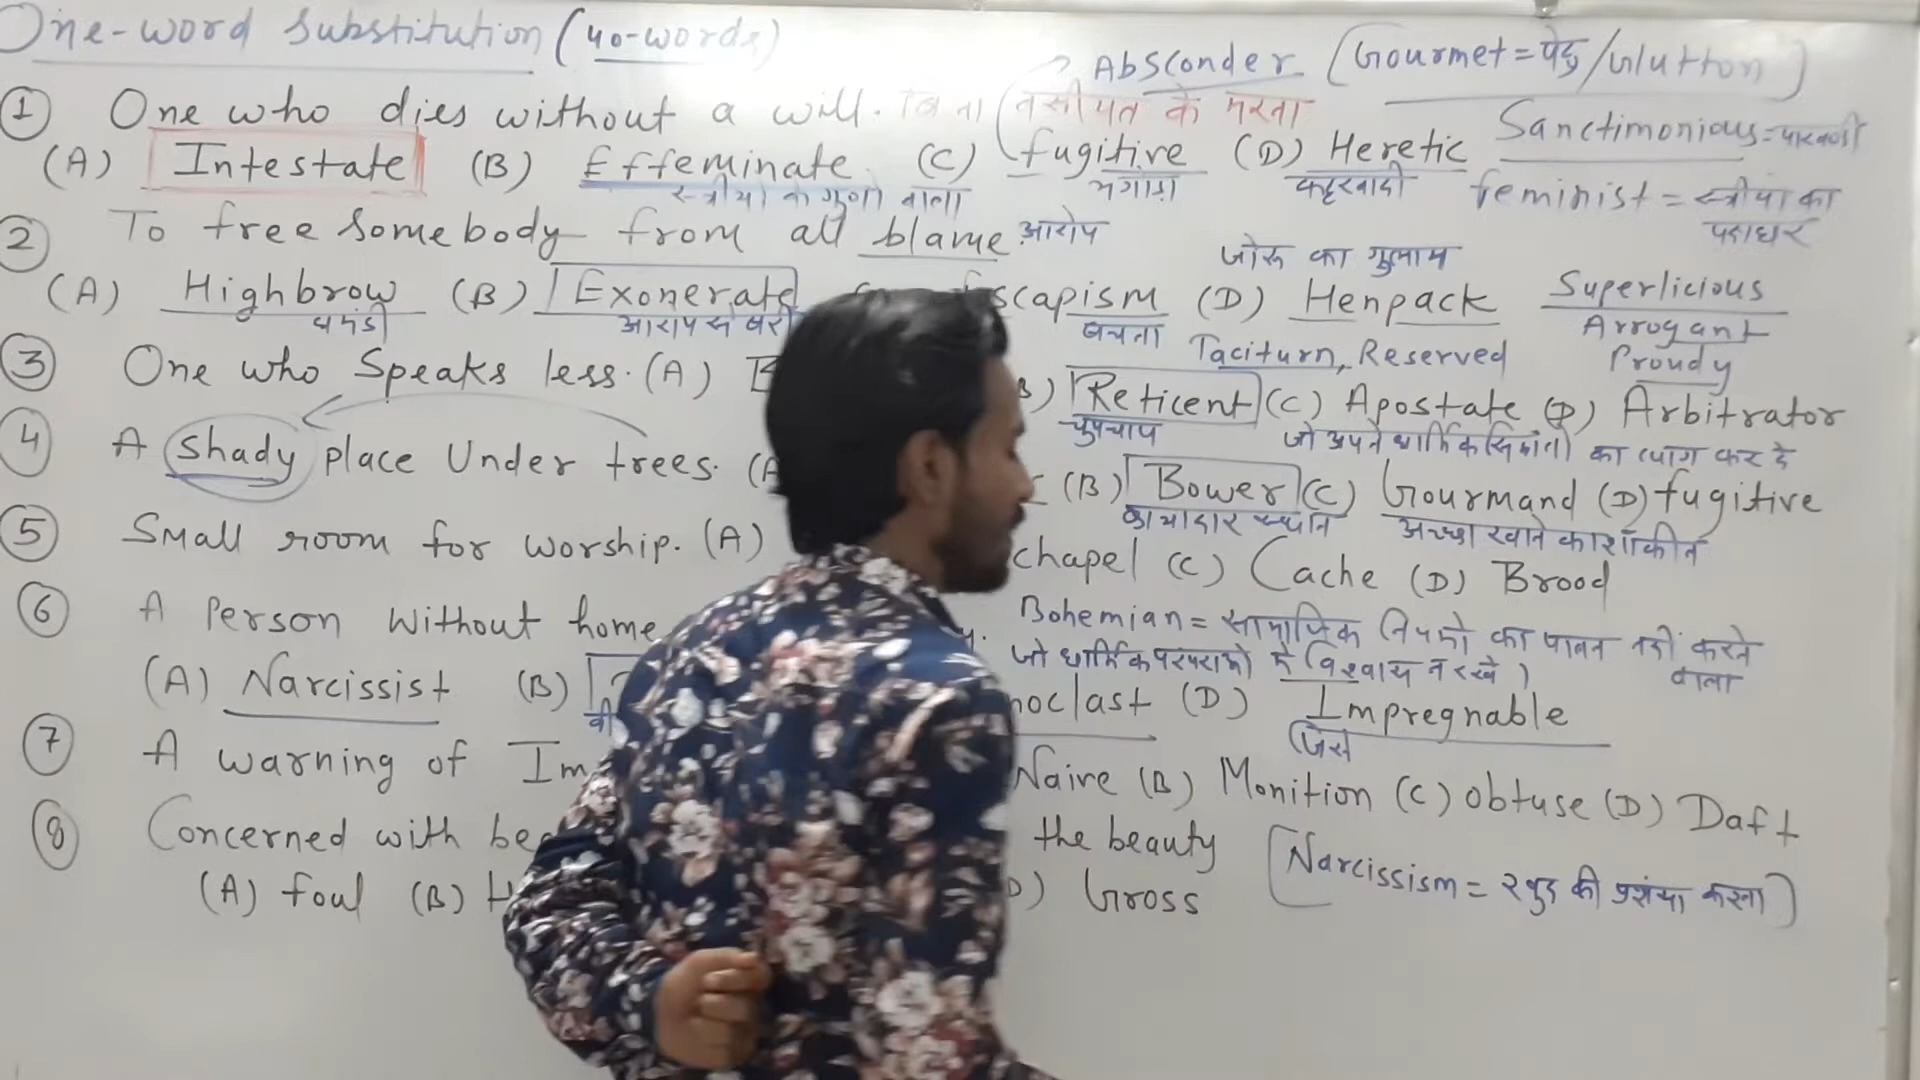 One-word Substitution (40-words)
Absconder (Gourmet = पेटू / Glutton)
① One who dies without a will. बिना वसीयत के मरना
Sanctimonious = पाखण्डी
(A) Intestate (B) Effeminate (C) fugitive (D) Heretic
स्त्रीयों के गुणों वाला भगोड़ा कट्टरवादी
feminist = स्त्रीयों का
② To free Somebody from all blame आरोप
जोरू का गुलाम
(A) Highbrow (B) Exonerate scapism (D) Henpack
Superlicious
घमंडी आरोप से बरी बचना
Arrogant
Taciturn, Reserved
Proudy
③ One who Speaks less. (A) B) Reticent (C) Apostate (D) Arbitrator
चुपचाप जो अपने धार्मिक सिद्धांतों का त्याग कर दे
④ A shady place Under trees. (B) Bower (C) Gourmand (D) fugitive
छायादार स्थान अच्छा खाने का शौकीन
⑤ Small room for worship. (A) chapel (C) Cache (D) Brood
⑥ A Person Without home
Bohemian = सामाजिक नियमों का पालन नहीं करने वाला
जो धार्मिक परंपराओं में विश्वास न रखे)
(A) Narcissist (B) noclast (D) Impregnable
जिसे
⑦ A warning of Im Naive (B) Monition (C) obtuse (D) Daft
⑧ Concerned with be the beauty
(A) foul (B) H D) Gross
[Narcissism = खुद की प्रशंसा करना)